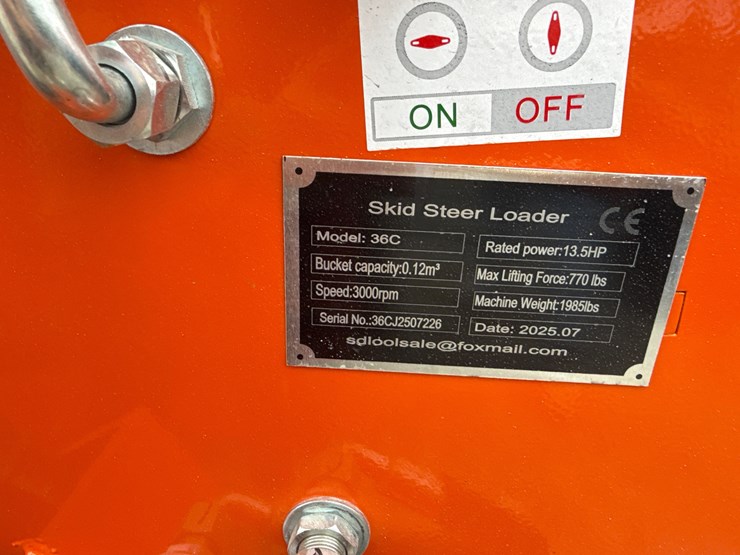 ON OFF
Skid Steer Loader CE
Model: 36C
Rated power:13.5HP
Bucket capacity:0.12m³
Max Lifting Force:770 lbs
Speed:3000rpm
Machine Weight:1985lbs
Serial No.:36CJ2507226
Date: 2025.07
sdloolsale@foxmail.com